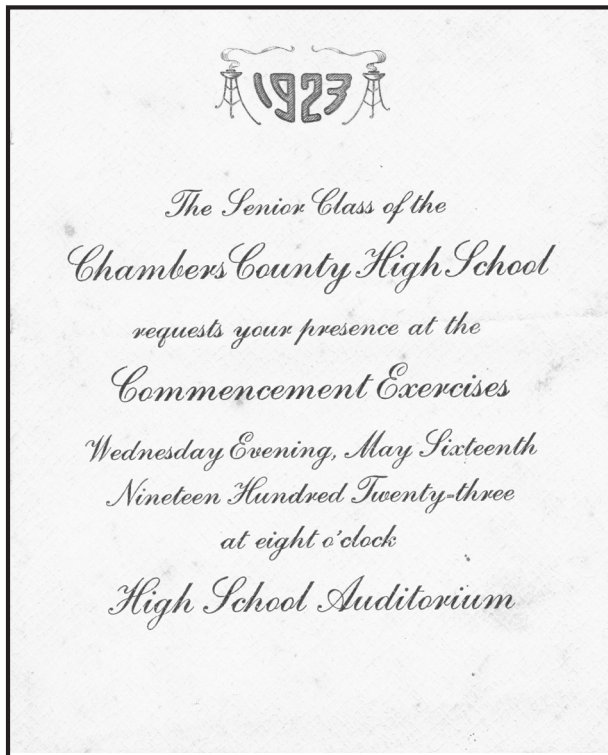 1923
The Senior Class of the
Chambers County High School
requests your presence at the
Commencement Exercises
Wednesday Evening, May Sixteenth
Nineteen Hundred Twenty-three
at eight o'clock
High School Auditorium